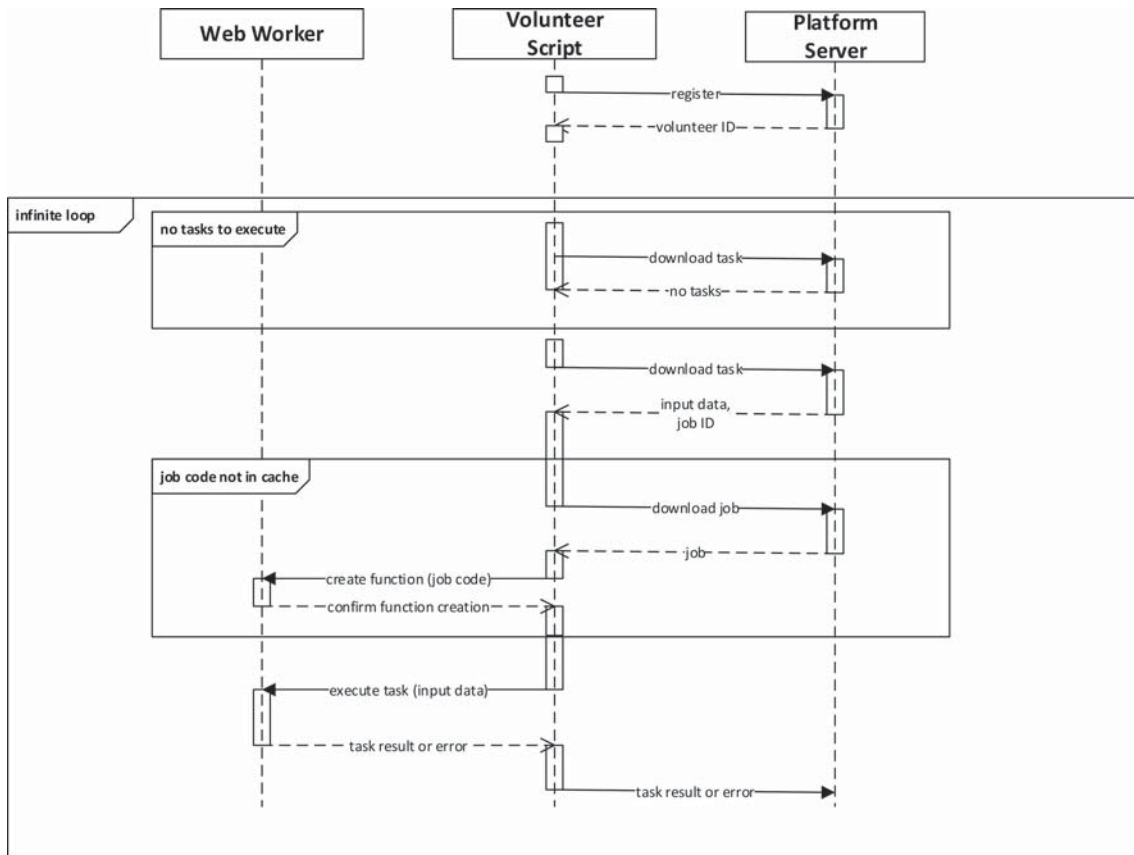 Web Worker
Volunteer
Script
Platform
Server
register
volunteer ID
infinite loop
no tasks to execute
download task
no tasks
download task
input data,
job ID
job code not in cache
download job
job
create function (job code)
confirm function creation
execute task (input data)
task result or error
task result or error